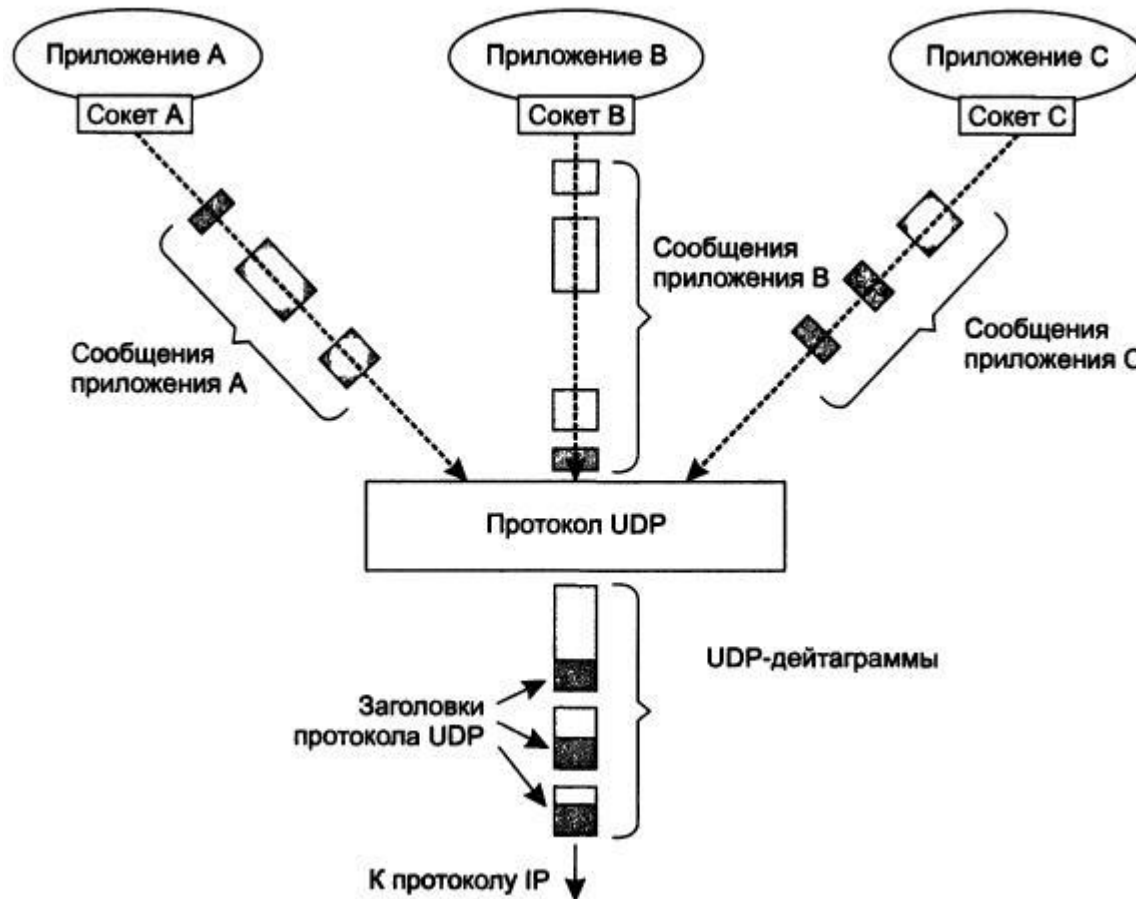 Приложение A
Приложение B
Приложение C
Сокет A
Сокет B
Сокет C
Сообщения
приложения B
Сообщения
приложения A
Сообщения
приложения C
Протокол UDP
UDP-дейтаграммы
Заголовки
протокола UDP
К протоколу IP